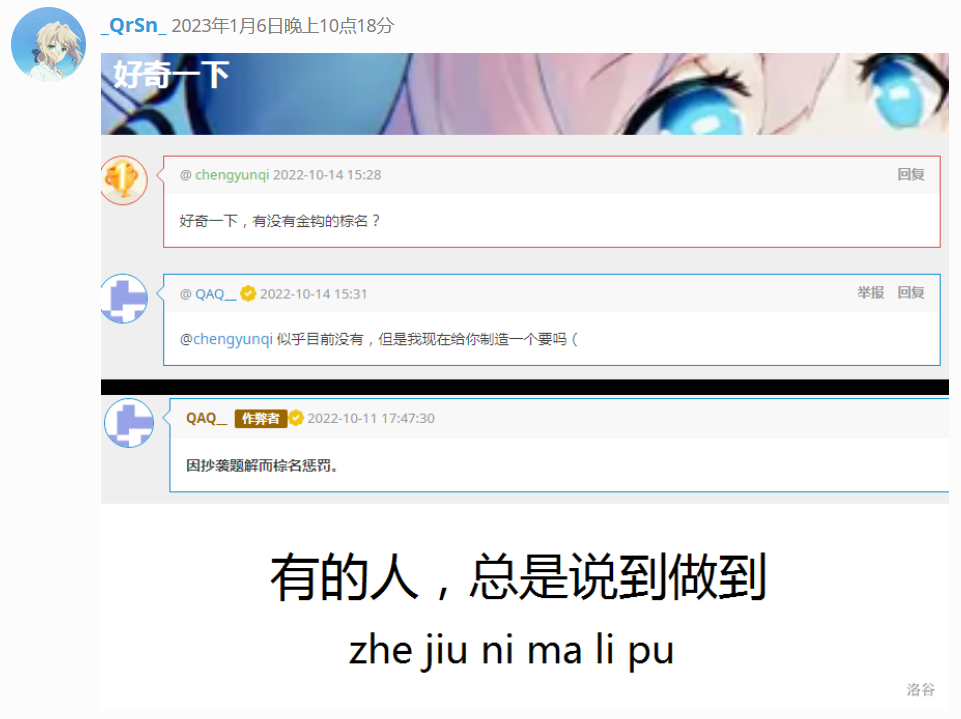 _QrSn_ 2023年1月6日晚上10点18分
好奇一下
1
@ chengyunqi 2022-10-14 15:28 回复
好奇一下，有没有金钩的棕名？
@ QAQ__ 2022-10-14 15:31 举报 回复
@chengyunqi 似乎目前没有，但是我现在给你制造一个要吗（
QAQ__ 作弊者 2022-10-11 17:47:30
因抄袭题解而棕名惩罚。
有的人，总是说到做到
zhe jiu ni ma li pu
洛谷